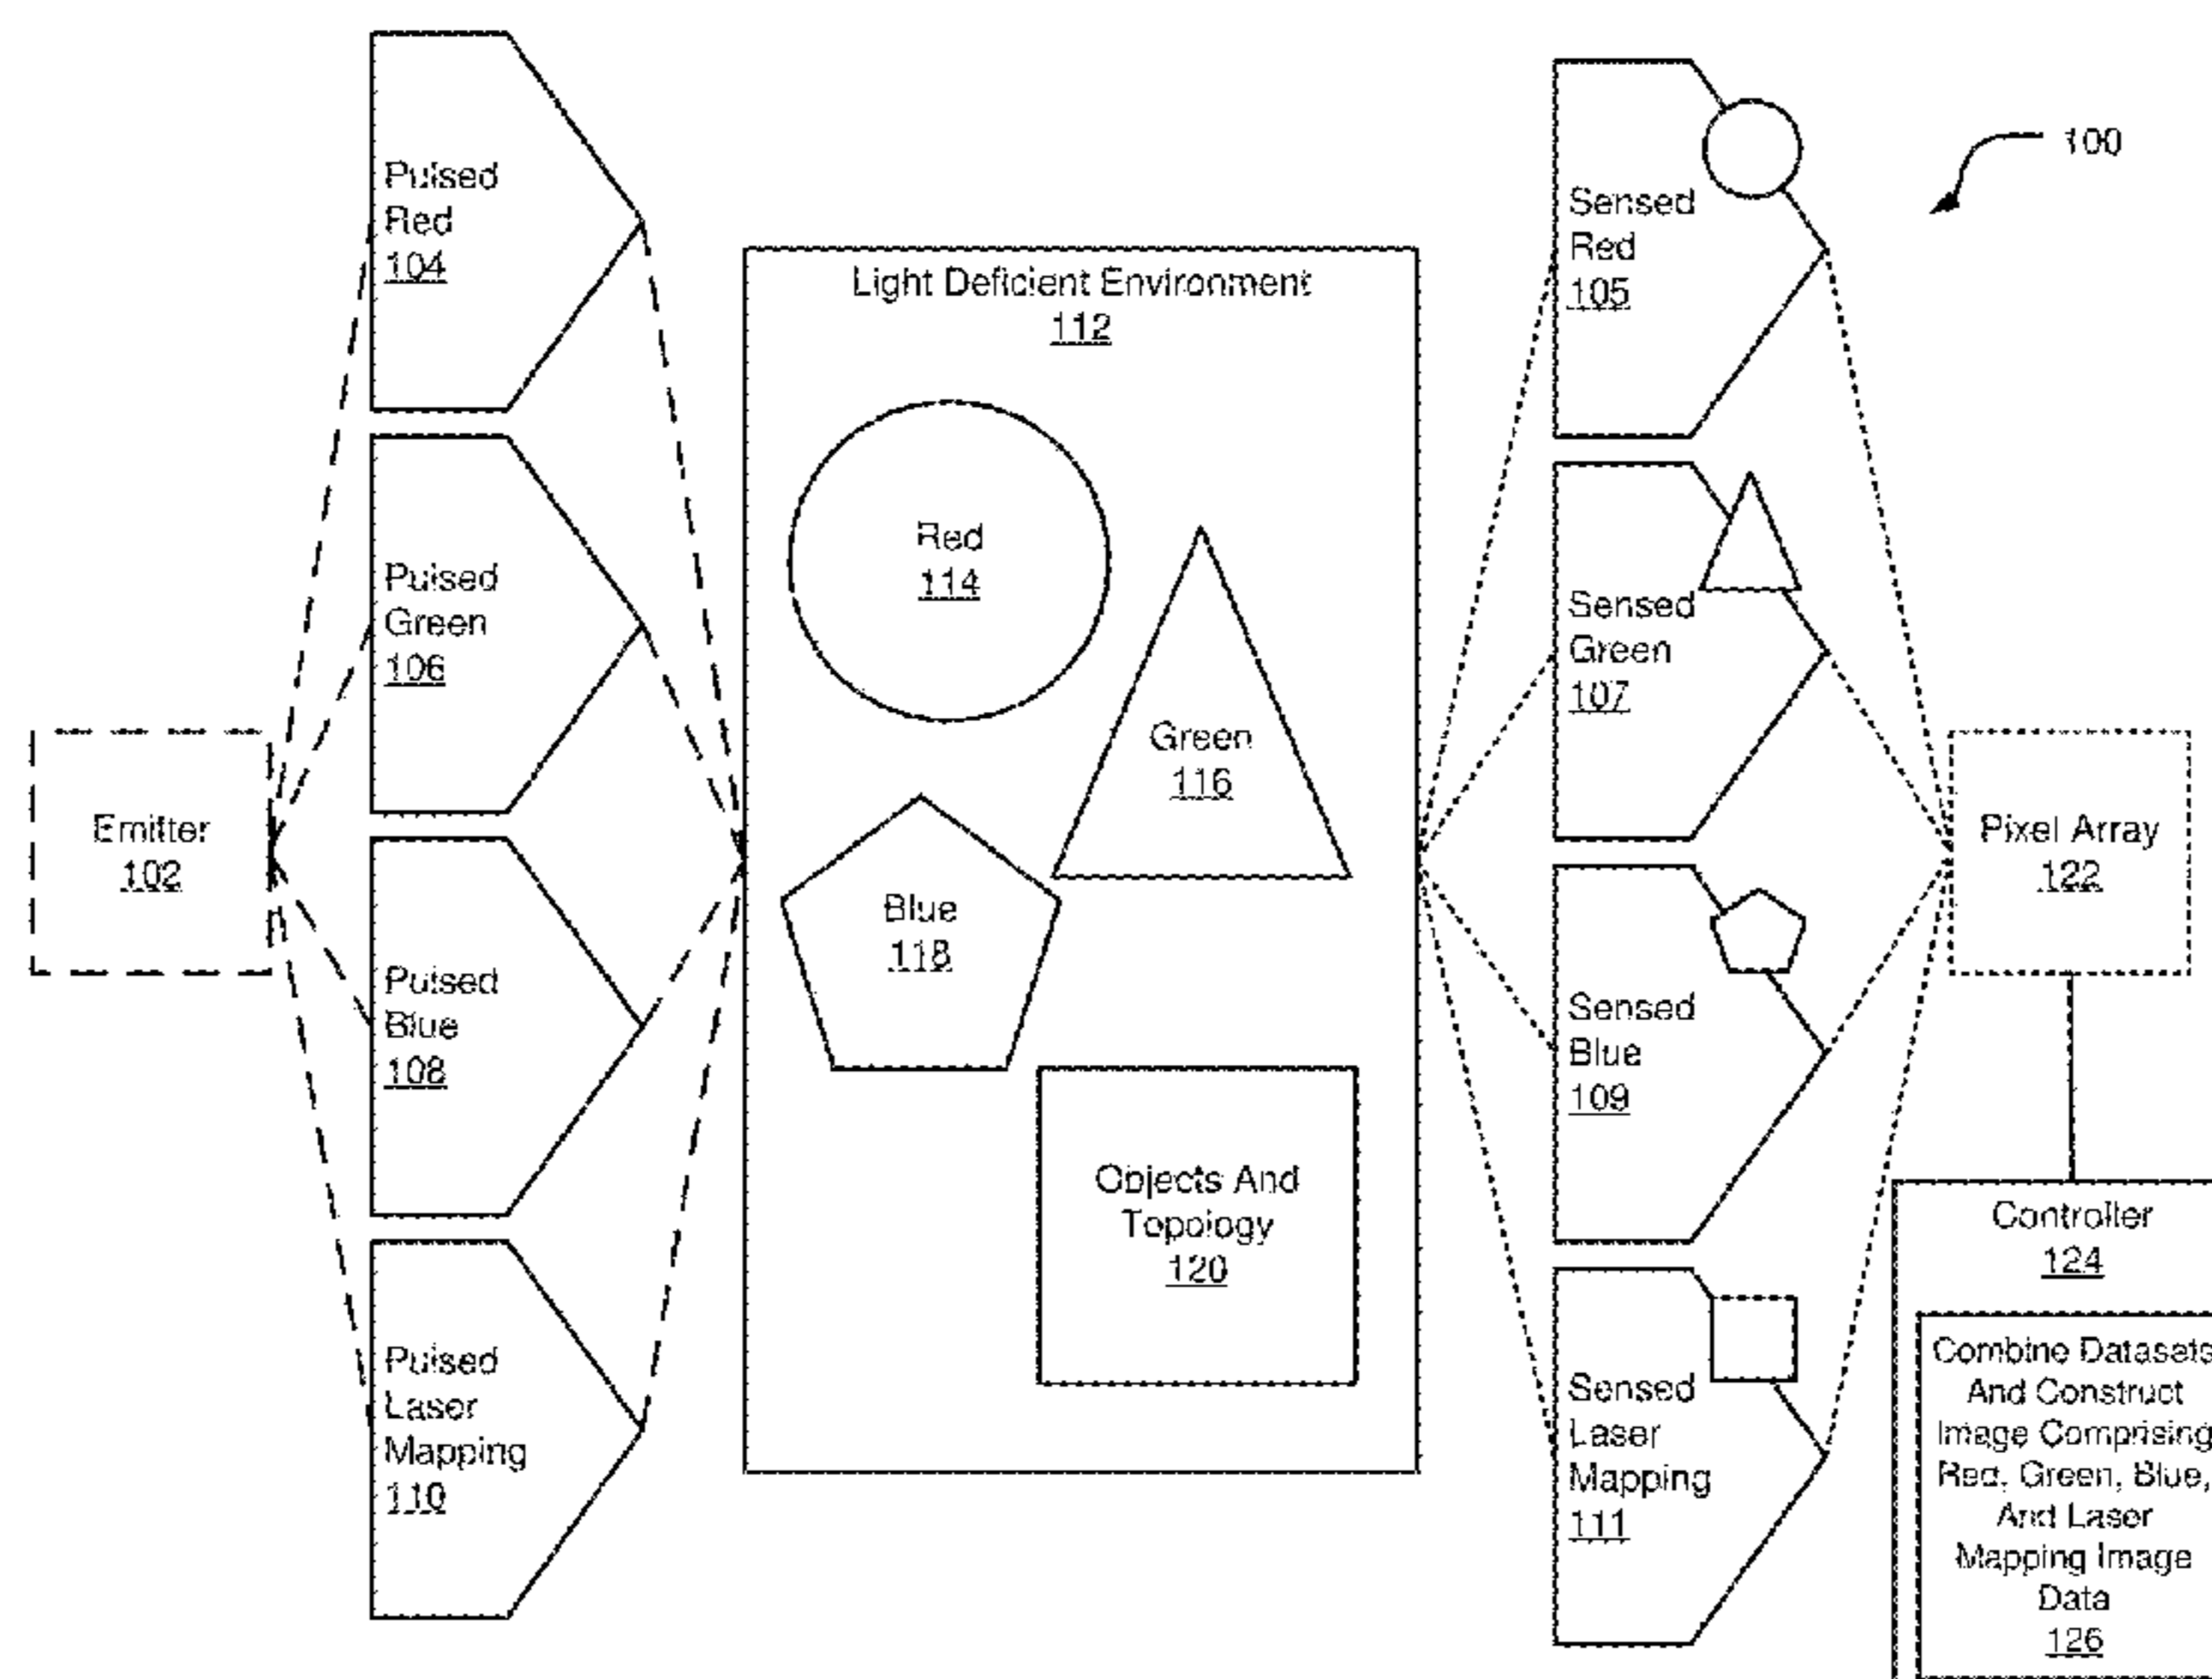 Pulsed
Red
104
Pulsed
Green
106
Pulsed
Blue
108
Pulsed
Laser
Mapping
110
Emitter
102
Light Deficient Environment
112
Red
114
Green
116
Blue
118
Objects And
Topology
120
Sensed
Red
105
Sensed
Green
107
Sensed
Blue
109
Sensed
Laser
Mapping
111
100
Pixel Array
122
Controller
124
Combine Datasets
And Construct
Image Comprising
Red, Green, Blue,
And Laser
Mapping Image
Data
126